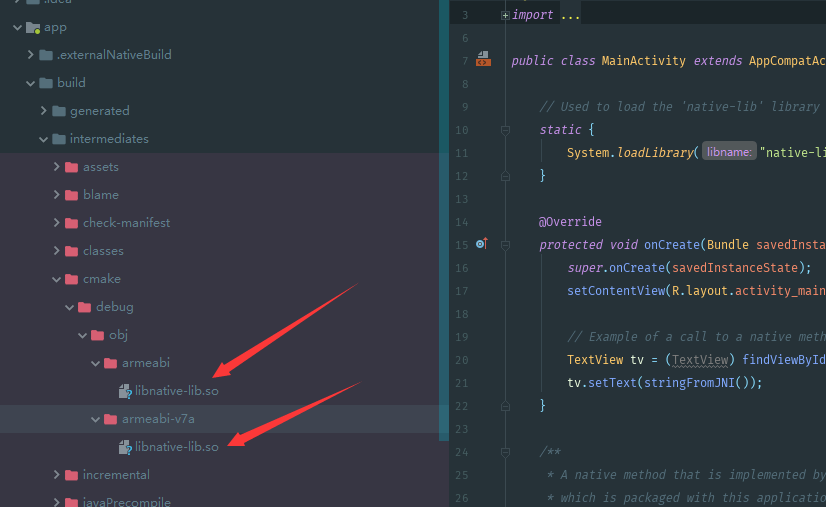 .idea
app
.externalNativeBuild
build
generated
intermediates
assets
blame
check-manifest
classes
cmake
debug
obj
armeabi
libnative-lib.so
armeabi-v7a
libnative-lib.so
incremental
javaPrecompile
3 import ...
6
7 public class MainActivity extends AppCompatAc
8
9 // Used to load the 'native-lib' library
10 static {
11 System.loadLibrary( libname: "native-li
12 }
13
14 @Override
15 protected void onCreate(Bundle savedInsta
16 super.onCreate(savedInstanceState);
17 setContentView(R.layout.activity_main
18
19 // Example of a call to a native meth
20 TextView tv = (TextView) findViewById
21 tv.setText(stringFromJNI());
22 }
23
24 /**
25 * A native method that is implemented by
26 * which is packaged with this application